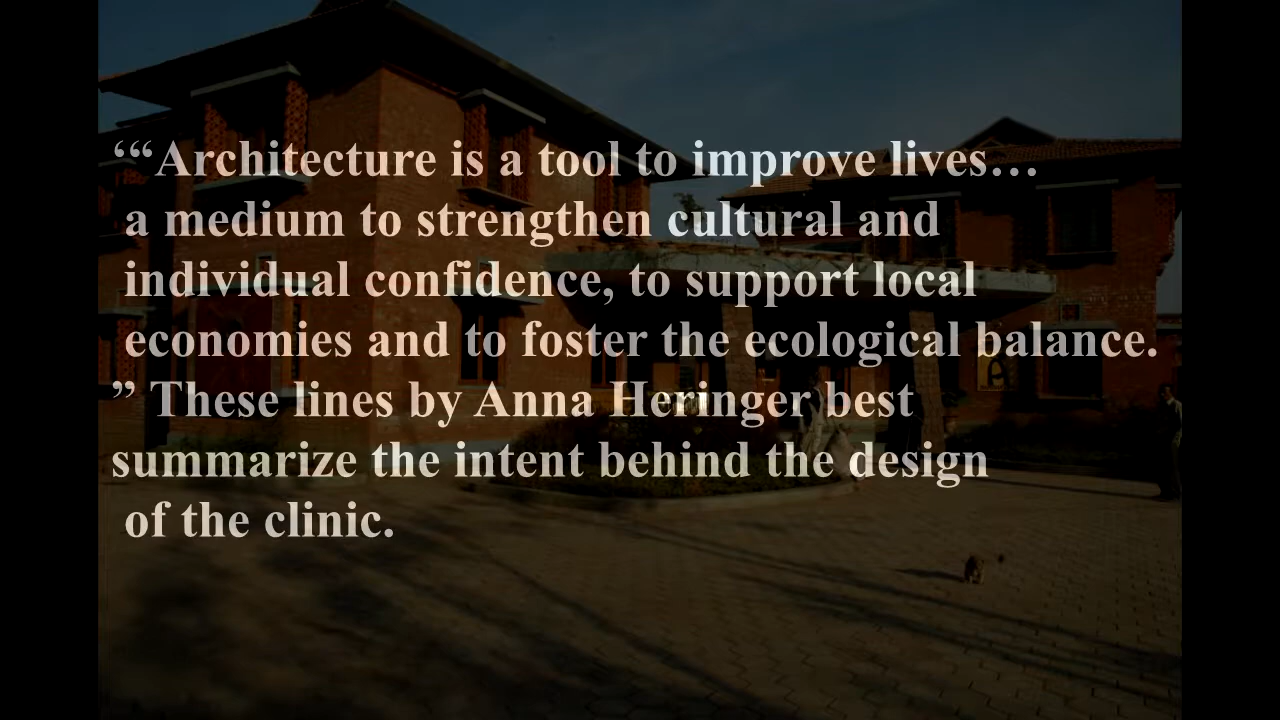 ‘“Architecture is a tool to improve lives…
a medium to strengthen cultural and
individual confidence, to support local
economies and to foster the ecological balance.
” These lines by Anna Heringer best
summarize the intent behind the design
of the clinic.